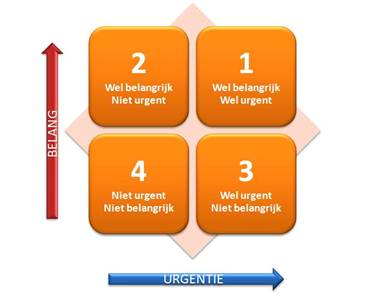 2
Wel belangrijk
Niet urgent
1
Wel belangrijk
Wel urgent
BELANG
4
Niet urgent
Niet belangrijk
3
Wel urgent
Niet belangrijk
URGENTIE